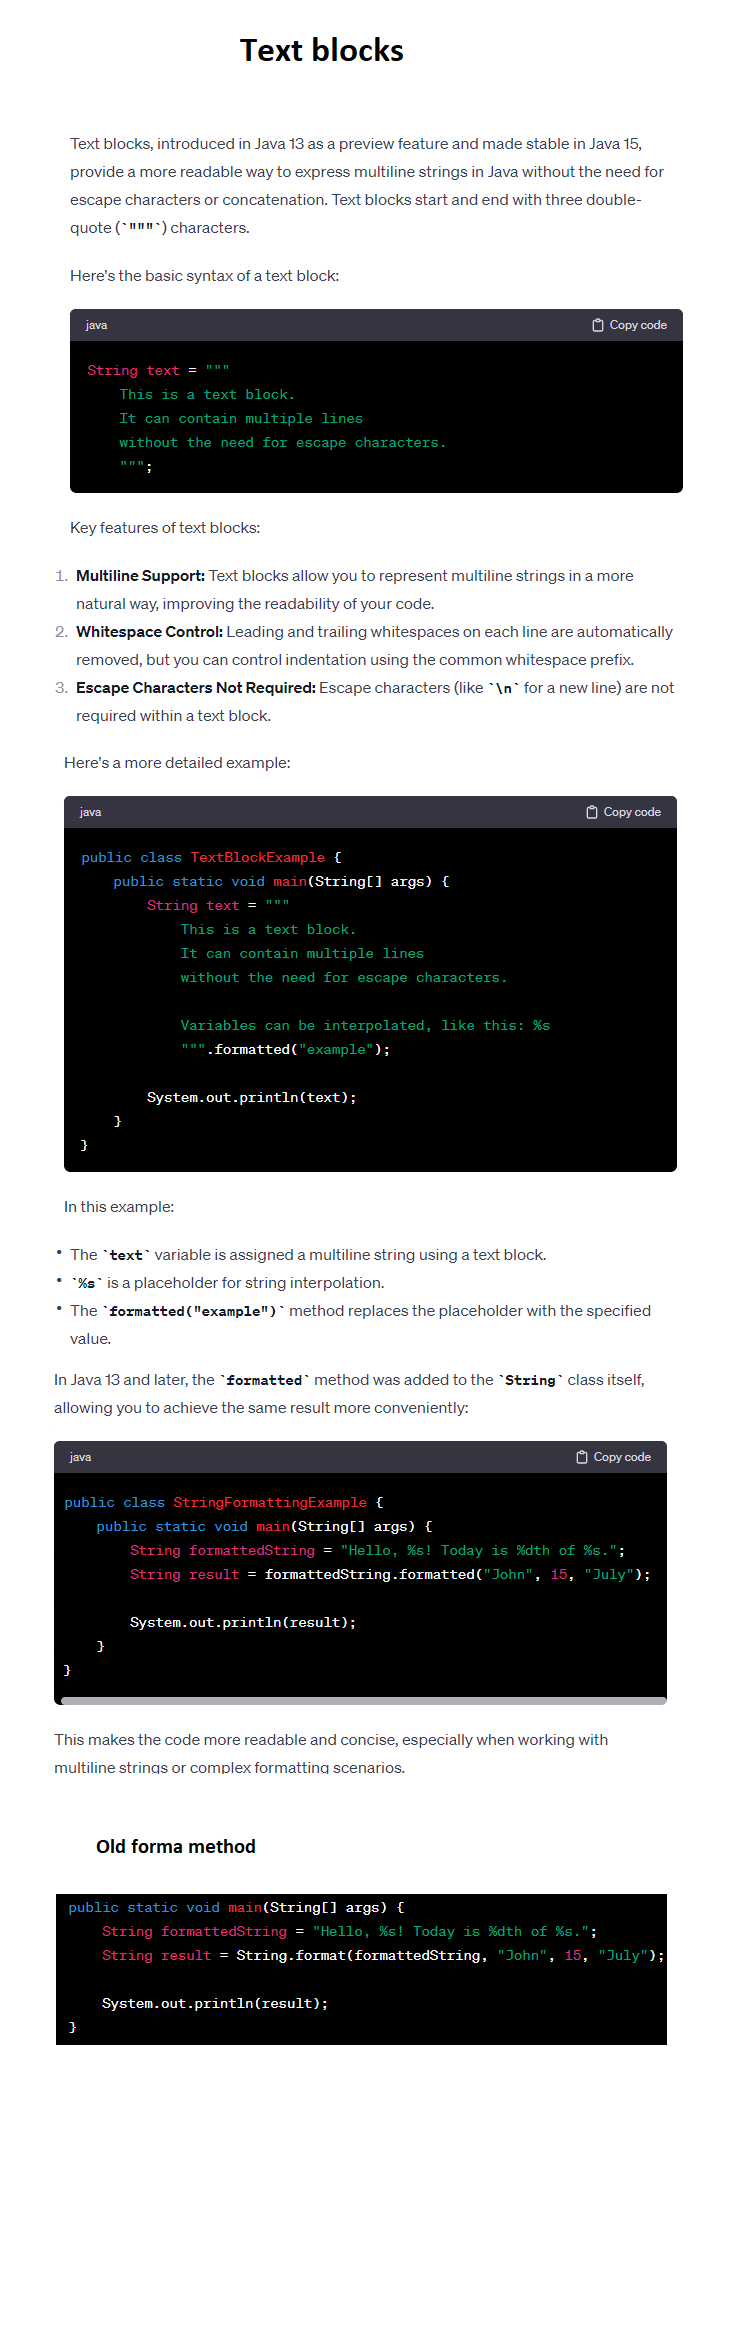 Text blocks
Text blocks, introduced in Java 13 as a preview feature and made stable in Java 15,
provide a more readable way to express multiline strings in Java without the need for
escape characters or concatenation. Text blocks start and end with three double-
quote (`"""`) characters.
Here's the basic syntax of a text block:
java Copy code
String text = """
    This is a text block.
    It can contain multiple lines
    without the need for escape characters.
    """;
Key features of text blocks:
1. Multiline Support: Text blocks allow you to represent multiline strings in a more
natural way, improving the readability of your code.
2. Whitespace Control: Leading and trailing whitespaces on each line are automatically
removed, but you can control indentation using the common whitespace prefix.
3. Escape Characters Not Required: Escape characters (like `\n` for a new line) are not
required within a text block.
Here's a more detailed example:
java Copy code
public class TextBlockExample {
    public static void main(String[] args) {
        String text = """
            This is a text block.
            It can contain multiple lines
            without the need for escape characters.
            Variables can be interpolated, like this: %s
            """.formatted("example");
        System.out.println(text);
    }
}
In this example:
• The `text` variable is assigned a multiline string using a text block.
• `%s` is a placeholder for string interpolation.
• The `formatted("example")` method replaces the placeholder with the specified
value.
In Java 13 and later, the `formatted` method was added to the `String` class itself,
allowing you to achieve the same result more conveniently:
java Copy code
public class StringFormattingExample {
    public static void main(String[] args) {
        String formattedString = "Hello, %s! Today is %dth of %s.";
        String result = formattedString.formatted("John", 15, "July");
        System.out.println(result);
    }
}
This makes the code more readable and concise, especially when working with
multiline strings or complex formatting scenarios.
Old forma method
public static void main(String[] args) {
    String formattedString = "Hello, %s! Today is %dth of %s.";
    String result = String.format(formattedString, "John", 15, "July");
    System.out.println(result);
}